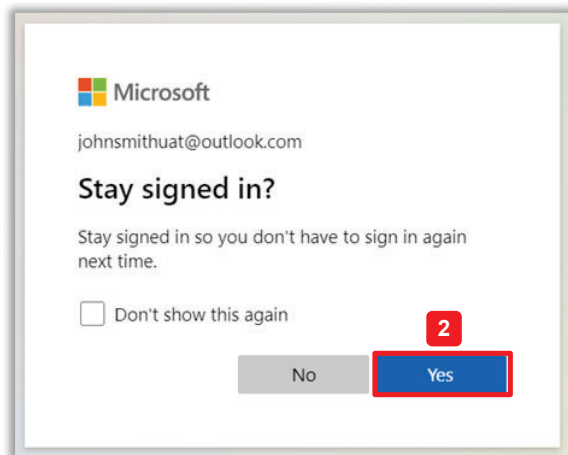 Microsoft
johnsmithuat@outlook.com
Stay signed in?
Stay signed in so you don't have to sign in again
next time.
Don't show this again
2
No
Yes